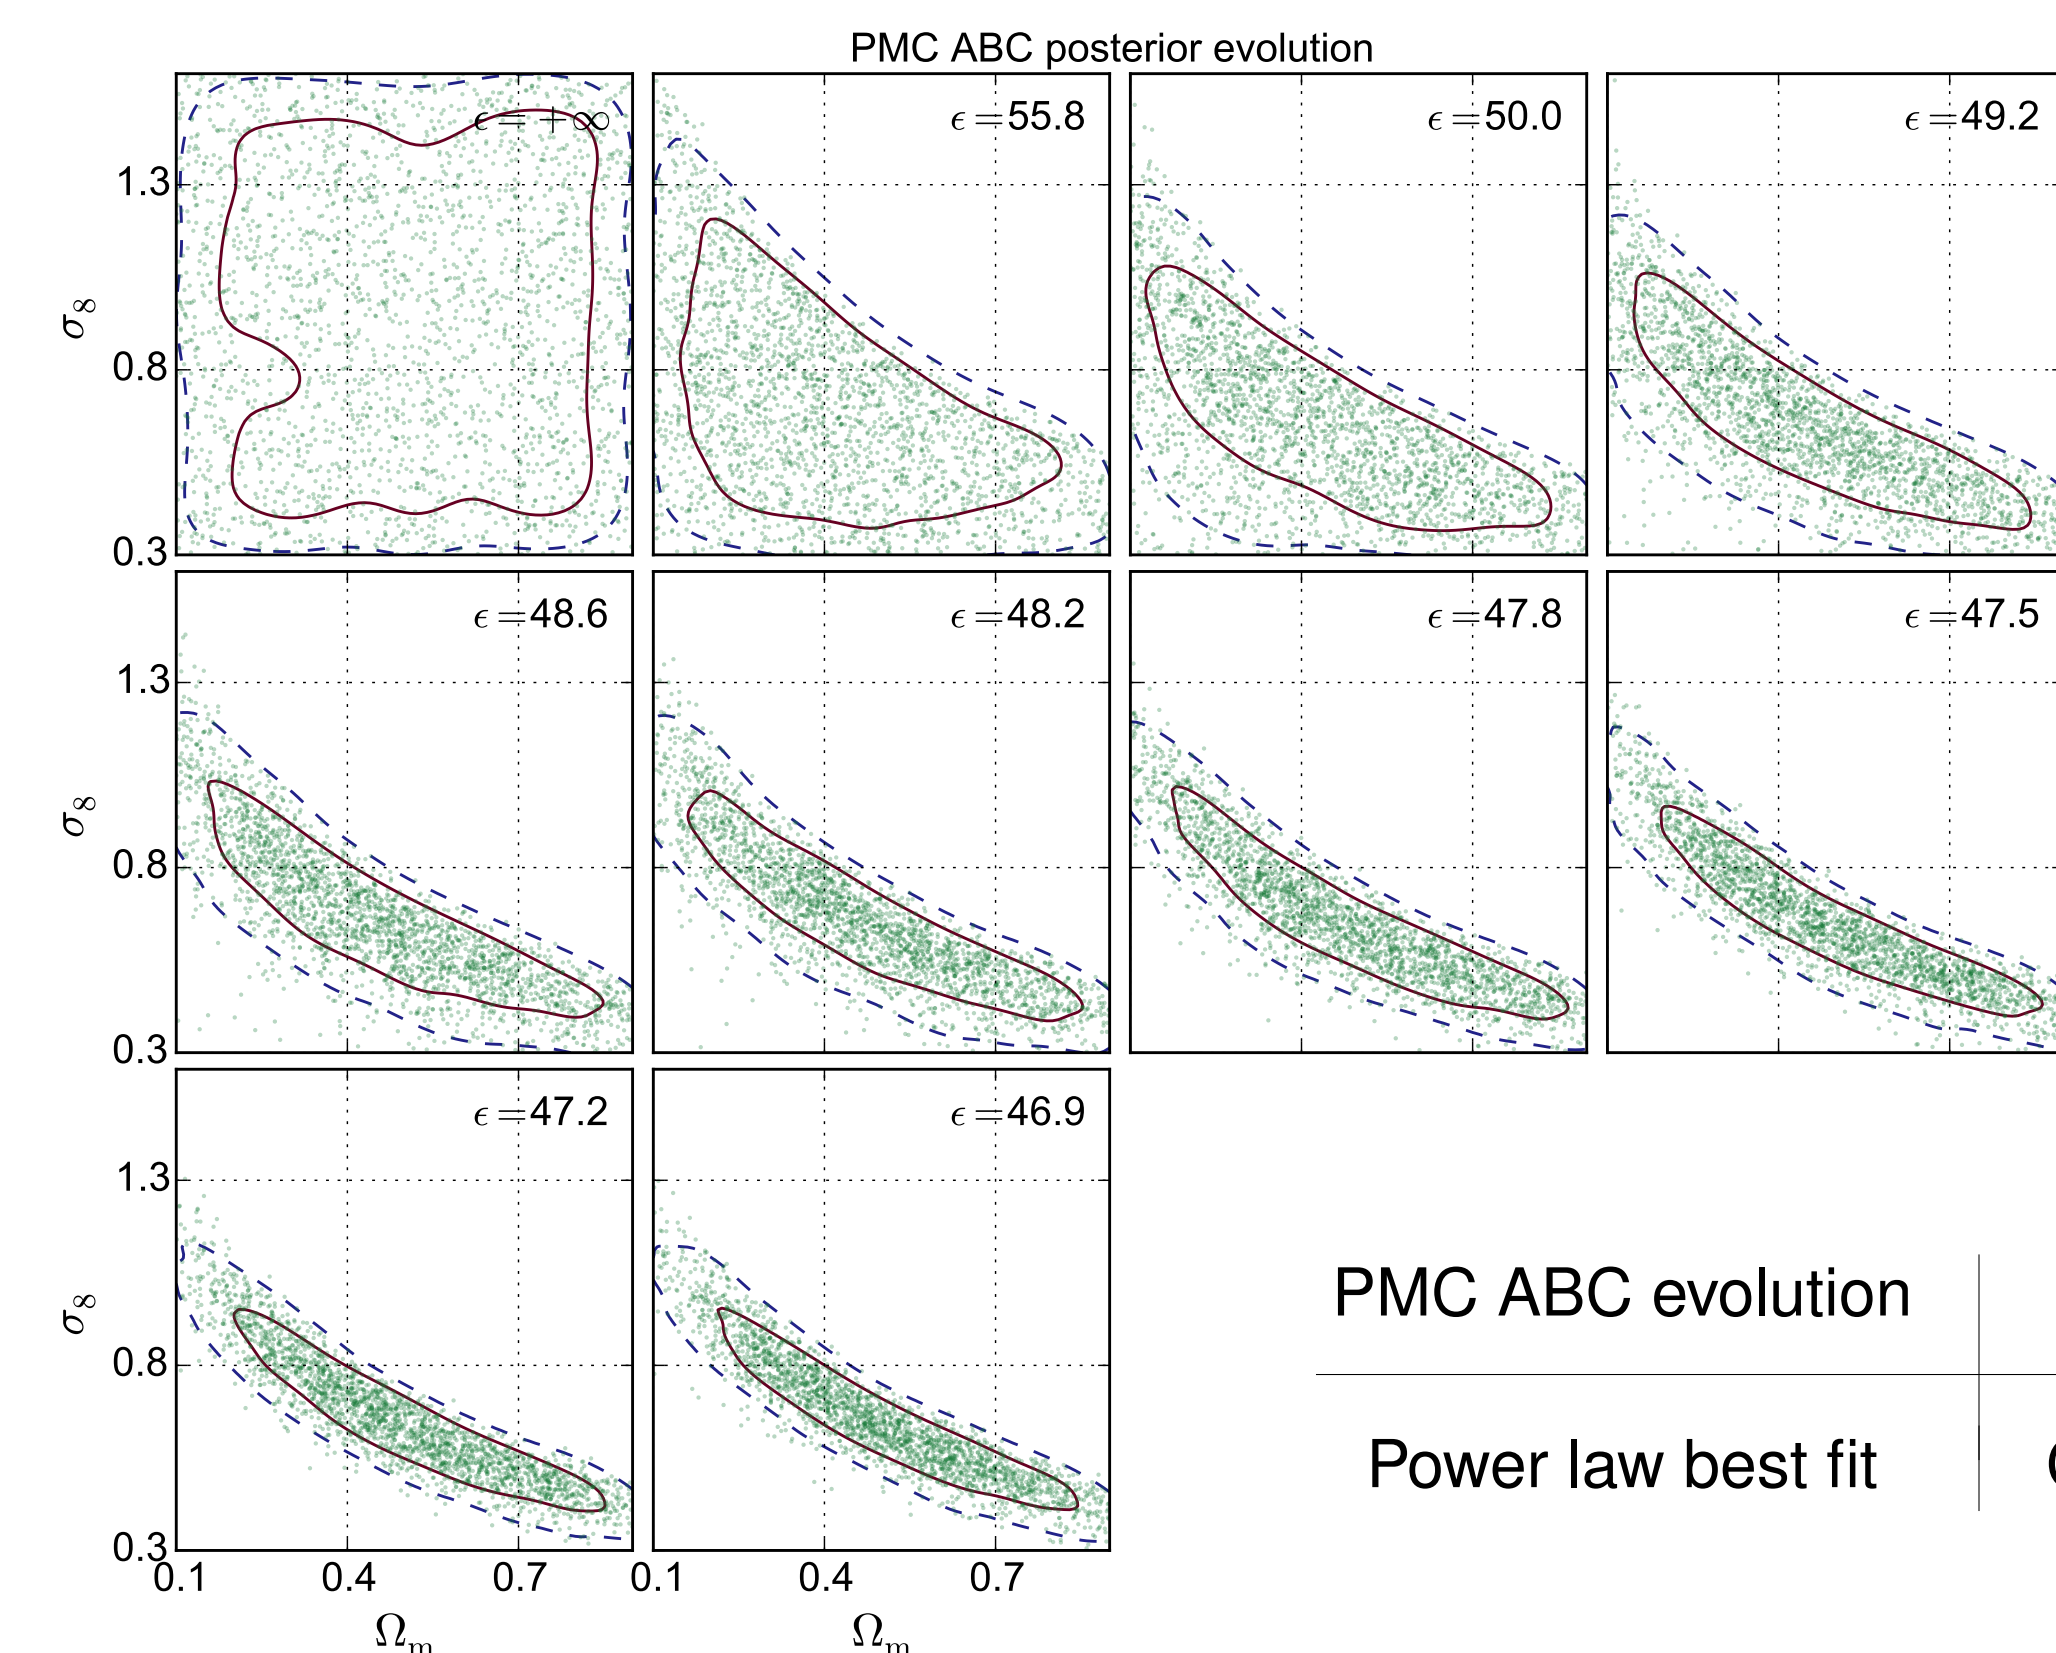 PMC ABC posterior evolution
ϵ=+∞ ϵ=55.8 ϵ=50.0 ϵ=49.2
1.3
σ8
0.8
0.3
ϵ=48.6 ϵ=48.2 ϵ=47.8 ϵ=47.5
1.3
σ8
0.8
0.3
ϵ=47.2 ϵ=46.9
1.3
σ8
0.8
0.3
0.1 0.4 0.7 0.1 0.4 0.7
Ωm Ωm
PMC ABC evolution
Power law best fit